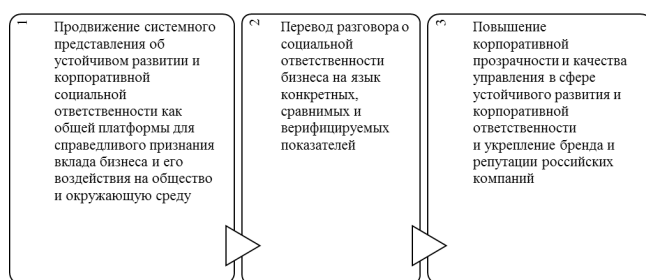 1
Продвижение системного
представления об
устойчивом развитии и
корпоративной
социальной
ответственности как
общей платформы для
справедливого признания
вклада бизнеса и его
воздействия на общество
и окружающую среду
2
Перевод разговора о
социальной
ответственности
бизнеса на язык
конкретных,
сравнимых и
верифицируемых
показателей
3
Повышение
корпоративной
прозрачности и качества
управления в сфере
устойчивого развития и
корпоративной
ответственности
и укрепление бренда и
репутации российских
компаний